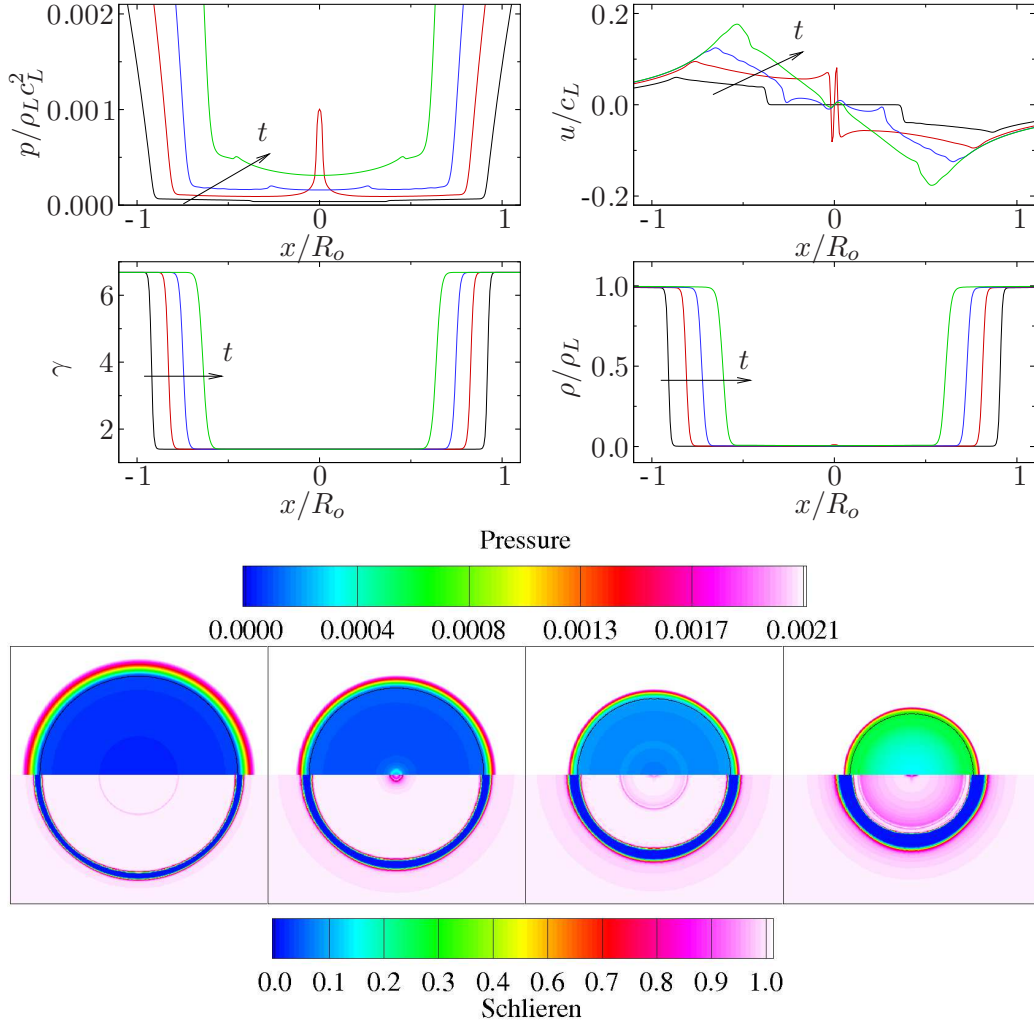 0.002
0.001
0.000
p/ρ_L c_L^2
t
-1
0
1
x/R_o
0.2
0.0
-0.2
u/c_L
t
-1
0
1
x/R_o
6
4
2
γ
t
-1
0
1
x/R_o
1.0
0.5
0.0
ρ/ρ_L
t
-1
0
1
x/R_o
Pressure
0.0000 0.0004 0.0008 0.0013 0.0017 0.0021
0.0 0.1 0.2 0.3 0.4 0.5 0.6 0.7 0.8 0.9 1.0
Schlieren